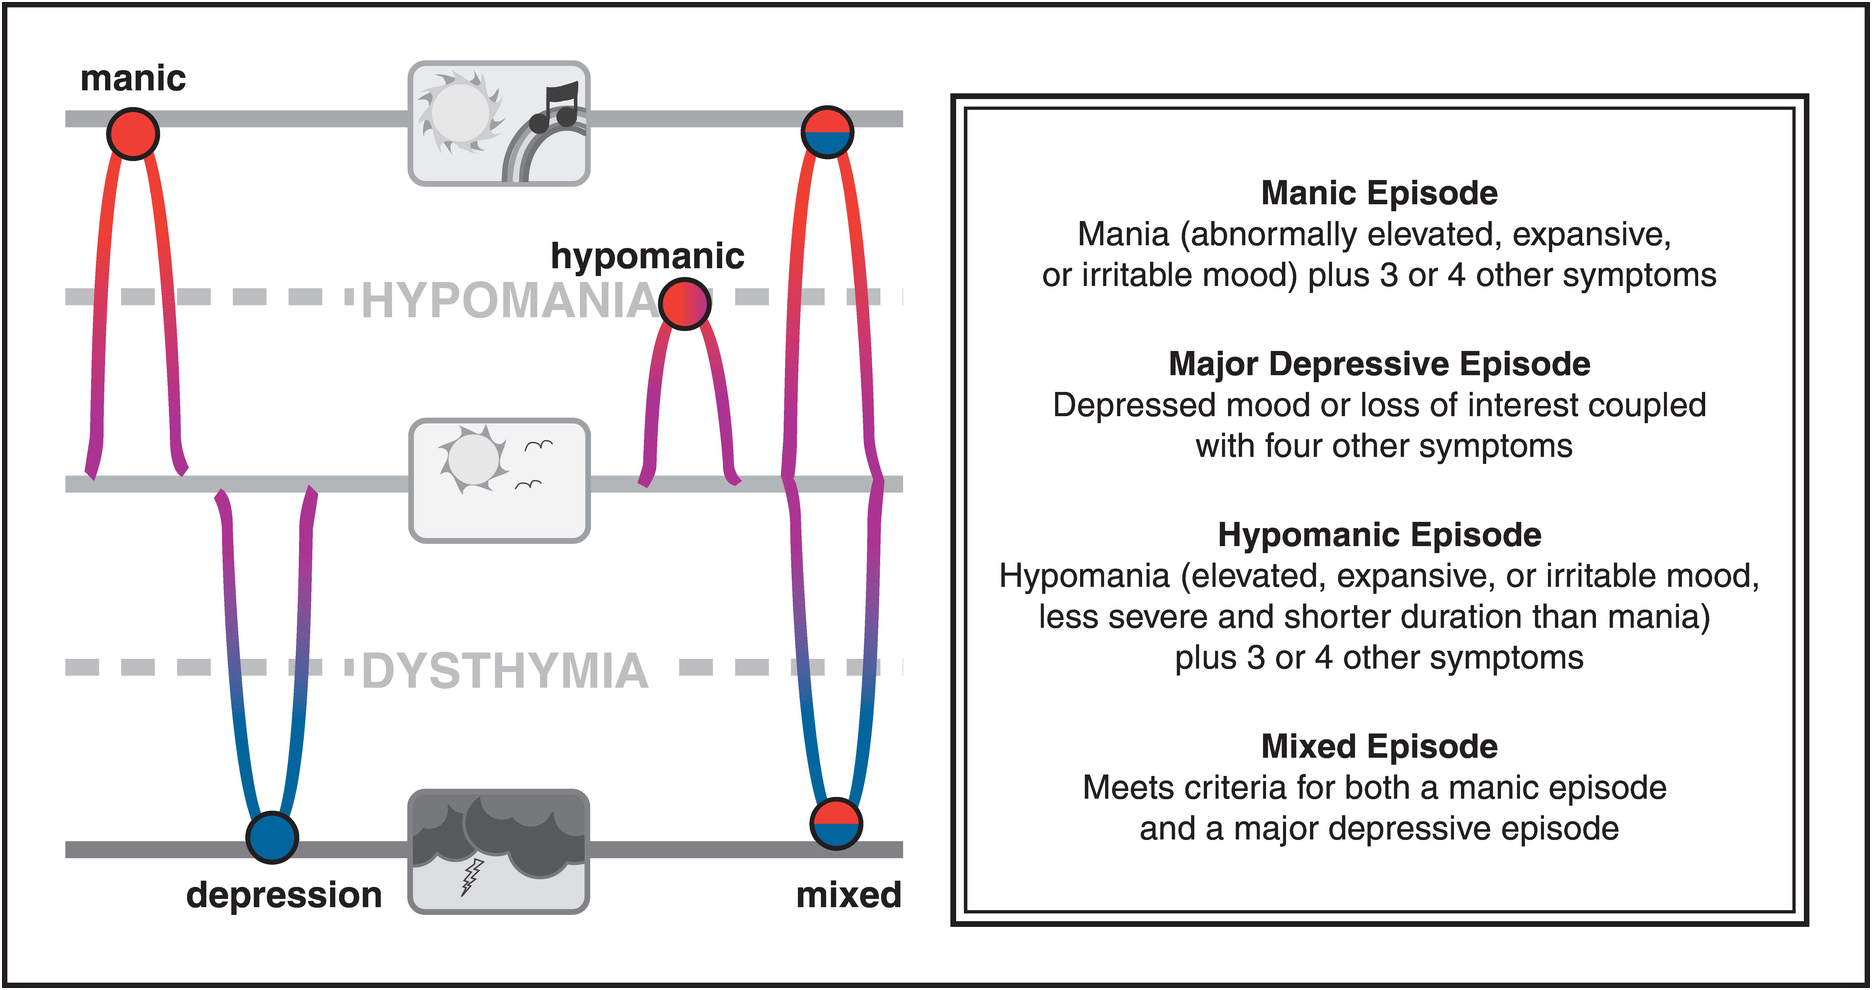 manic
hypomanic
HYPOMANIA
DYSTHYMIA
depression
mixed
Manic Episode
Mania (abnormally elevated, expansive,
or irritable mood) plus 3 or 4 other symptoms
Major Depressive Episode
Depressed mood or loss of interest coupled
with four other symptoms
Hypomanic Episode
Hypomania (elevated, expansive, or irritable mood,
less severe and shorter duration than mania)
plus 3 or 4 other symptoms
Mixed Episode
Meets criteria for both a manic episode
and a major depressive episode